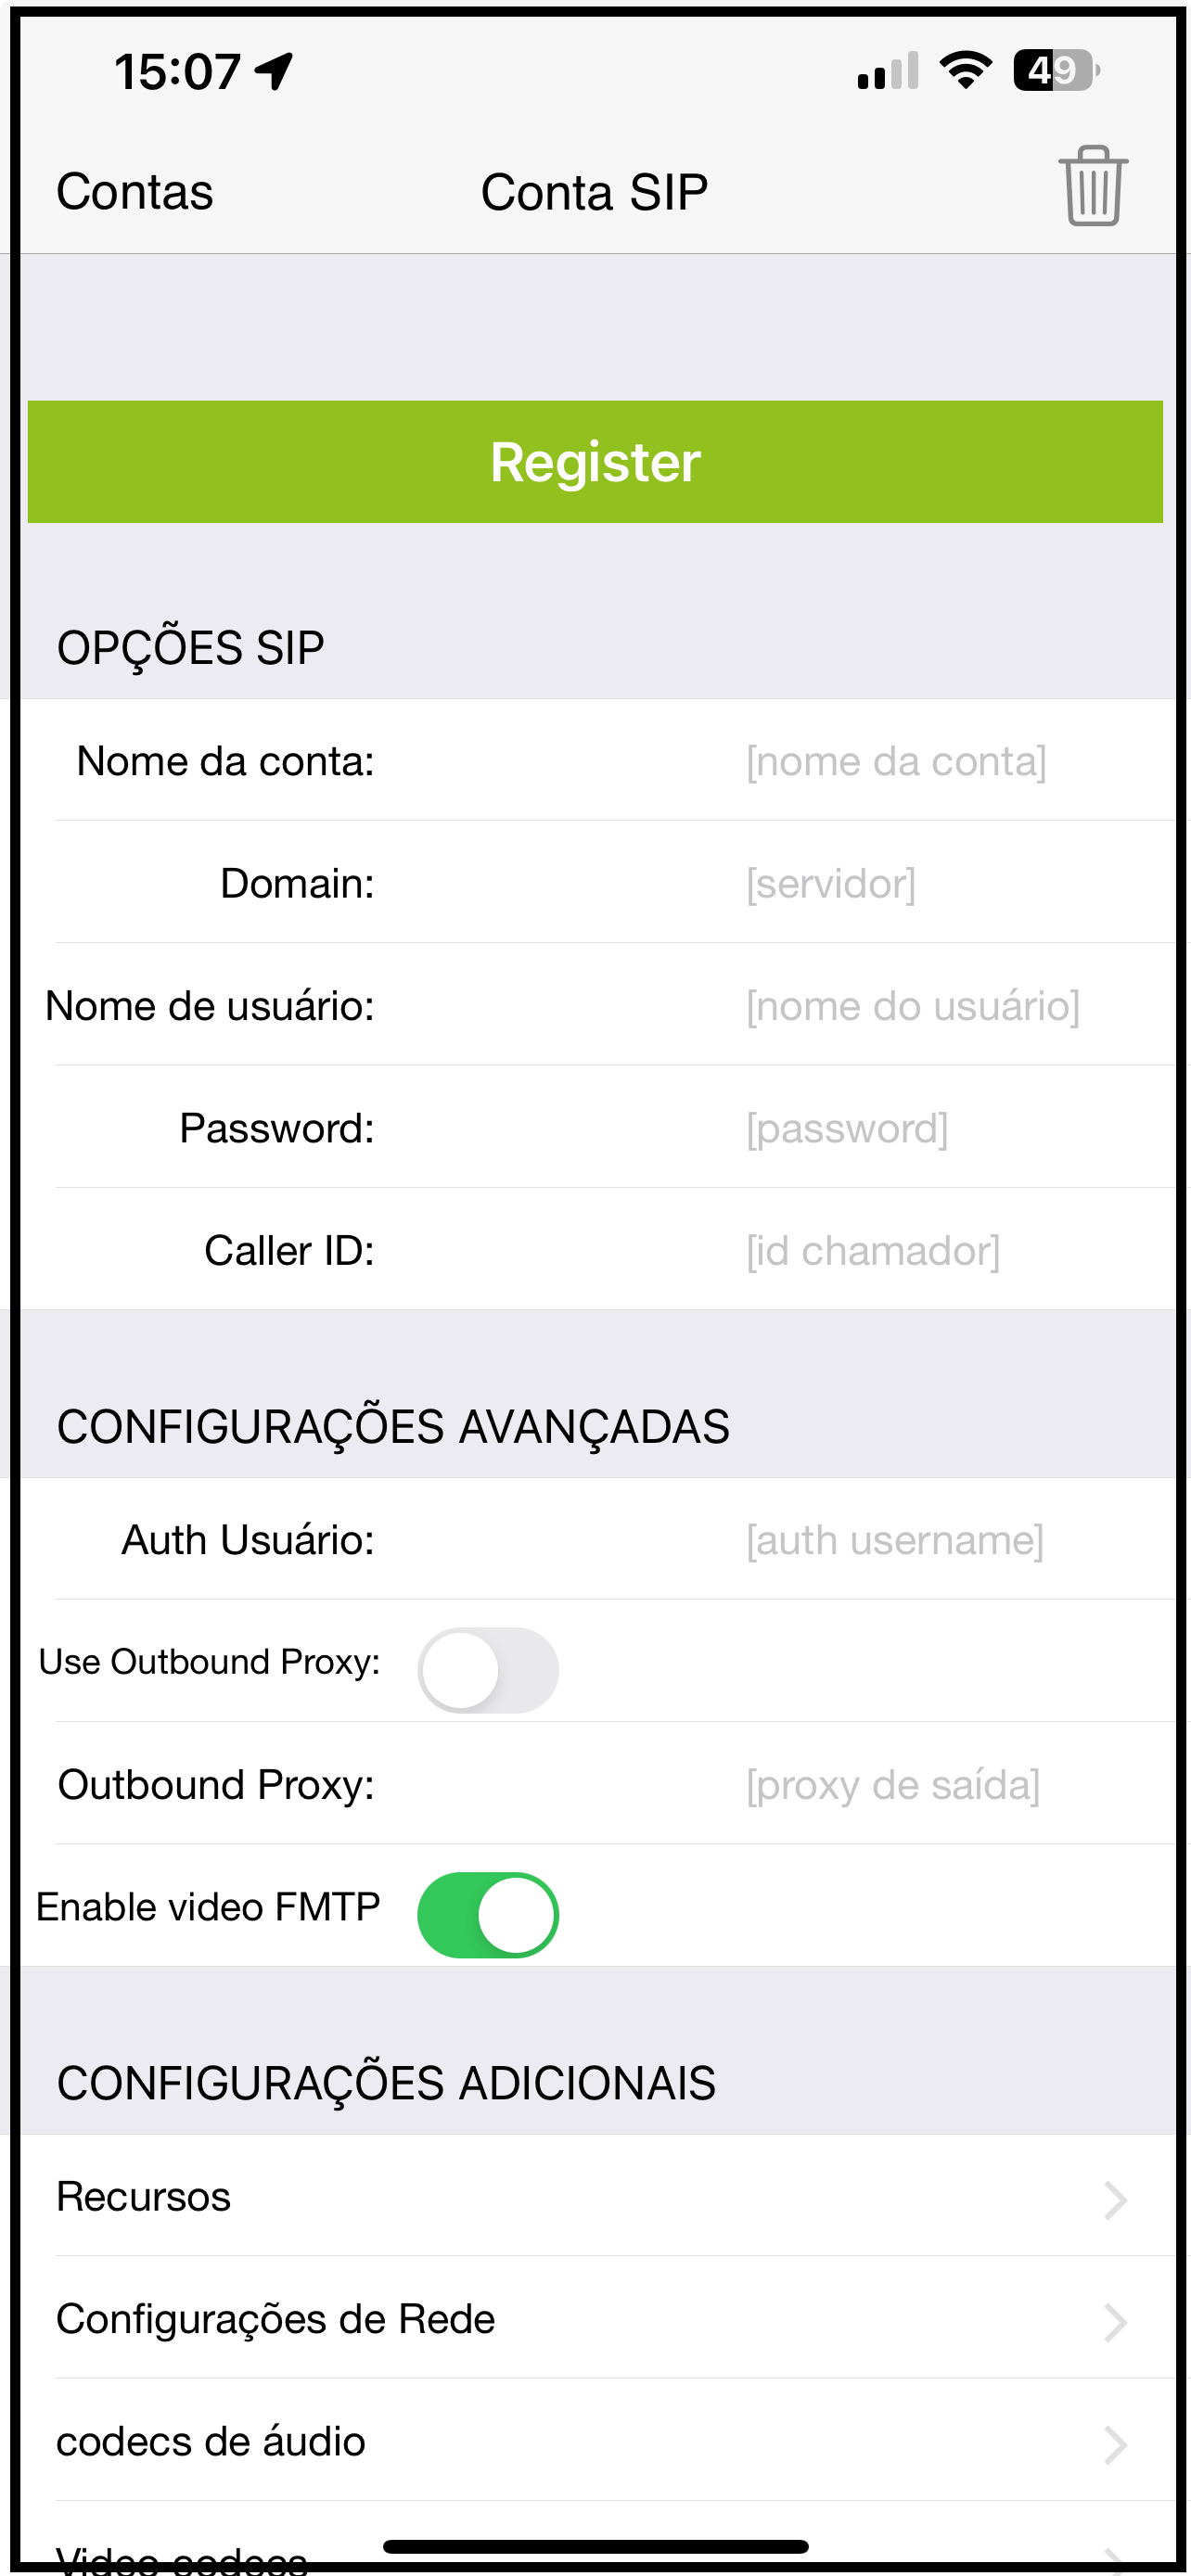 15:07
49
Contas
Conta SIP
Register
OPÇÕES SIP
Nome da conta: [nome da conta]
Domain: [servidor]
Nome de usuário: [nome do usuário]
Password: [password]
Caller ID: [id chamador]
CONFIGURAÇÕES AVANÇADAS
Auth Usuário: [auth username]
Use Outbound Proxy:
Outbound Proxy: [proxy de saída]
Enable video FMTP
CONFIGURAÇÕES ADICIONAIS
Recursos
Configurações de Rede
codecs de áudio
Video codecs